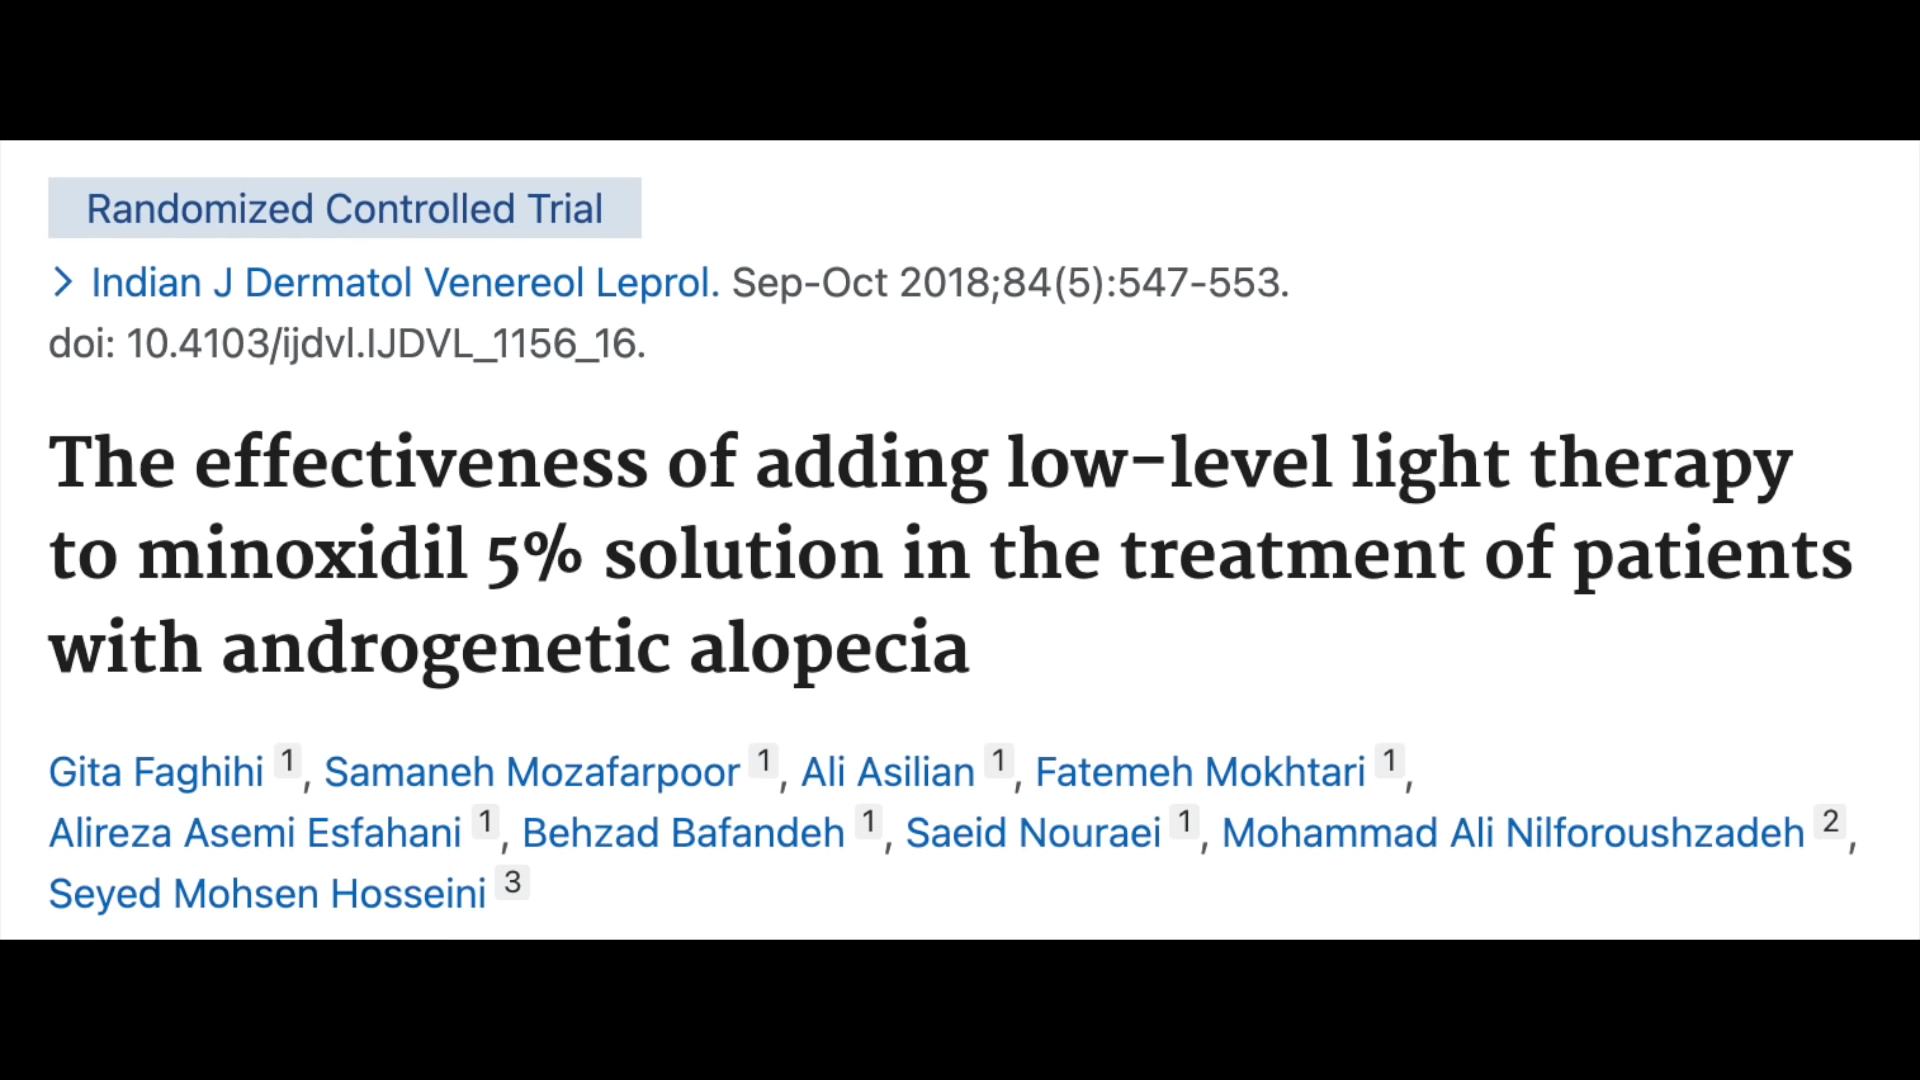 Randomized Controlled Trial
> Indian J Dermatol Venereol Leprol. Sep-Oct 2018;84(5):547-553.
doi: 10.4103/ijdvl.IJDVL_1156_16.
The effectiveness of adding low-level light therapy
to minoxidil 5% solution in the treatment of patients
with androgenetic alopecia
Gita Faghihi 1, Samaneh Mozafarpoor 1, Ali Asilian 1, Fatemeh Mokhtari 1,
Alireza Asemi Esfahani 1, Behzad Bafandeh 1, Saeid Nouraei 1, Mohammad Ali Nilforoushzadeh 2,
Seyed Mohsen Hosseini 3